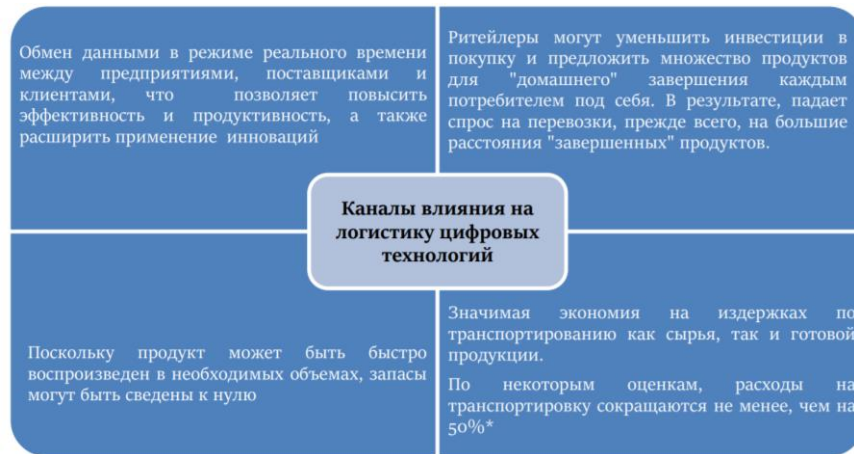 Обмен данными в режиме реального времени
между предприятиями, поставщиками и
клиентами, что позволяет повысить
эффективность и продуктивность, а также
расширить применение инноваций
Ритейлеры могут уменьшить инвестиции в
покупку и предложить множество продуктов
для "домашнего" завершения каждым
потребителем под себя. В результате, падает
спрос на перевозки, прежде всего, на большие
расстояния "завершенных" продуктов.
Каналы влияния на
логистику цифровых
технологий
Поскольку продукт может быть быстро
воспроизведен в необходимых объемах, запасы
могут быть сведены к нулю
Значимая экономия на издержках по
транспортированию как сырья, так и готовой
продукции.
По некоторым оценкам, расходы на
транспортировку сокращаются не менее, чем на
50%*